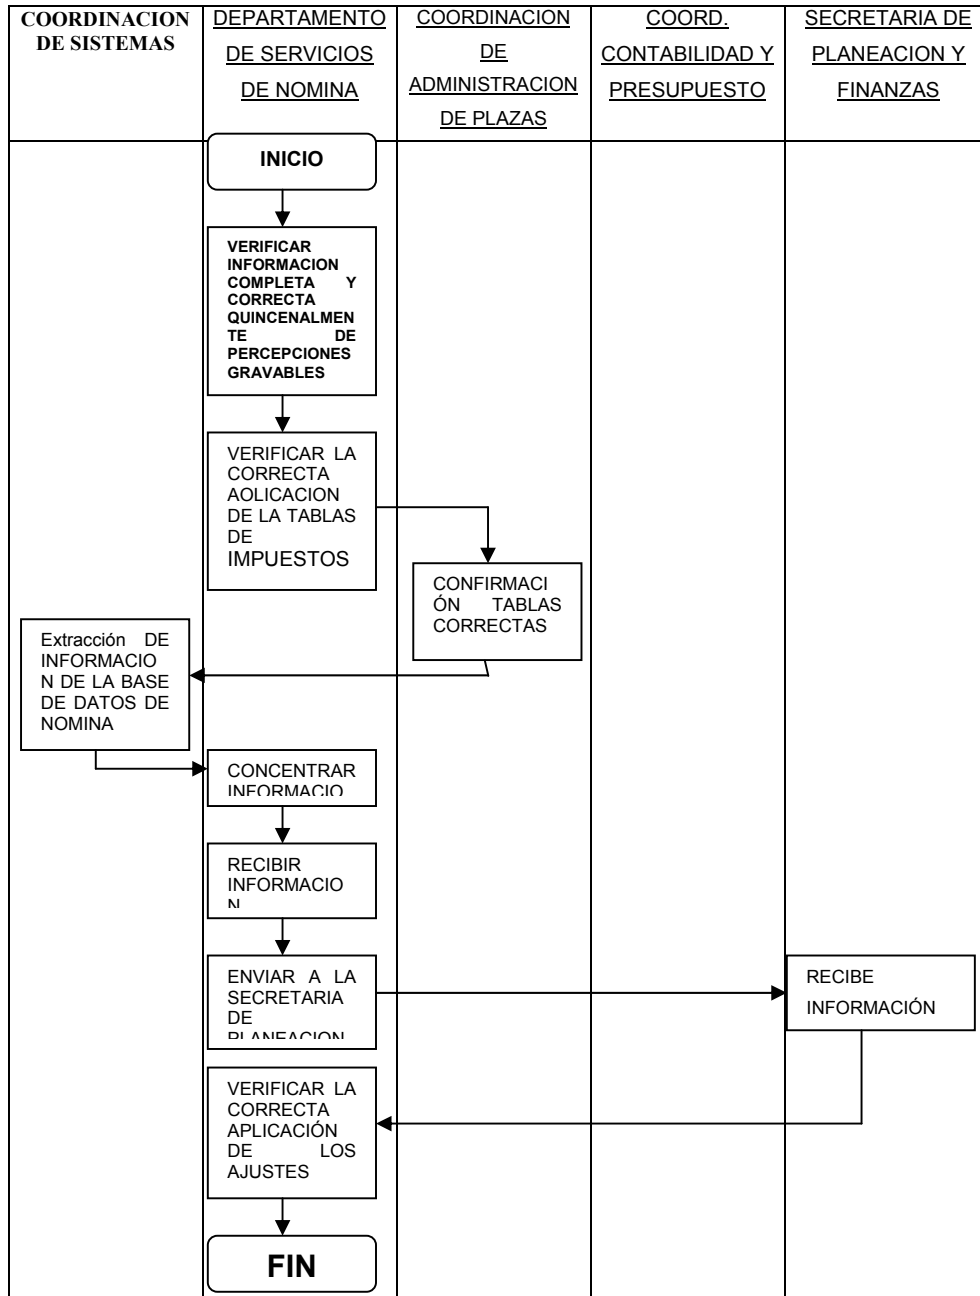 COORDINACION
DE SISTEMAS
DEPARTAMENTO
DE SERVICIOS
DE NOMINA
COORDINACION
DE
ADMINISTRACION
DE PLAZAS
COORD.
CONTABILIDAD Y
PRESUPUESTO
SECRETARIA DE
PLANEACION Y
FINANZAS
INICIO
VERIFICAR
INFORMACION
COMPLETA Y
CORRECTA
QUINCENALMEN
TE DE
PERCEPCIONES
GRAVABLES
VERIFICAR LA
CORRECTA
AOLICACION
DE LA TABLAS
DE
IMPUESTOS
CONFIRMACI
ÓN TABLAS
CORRECTAS
Extracción DE
INFORMACIO
N DE LA BASE
DE DATOS DE
NOMINA
CONCENTRAR
INFORMACIO
RECIBIR
INFORMACIO
N
ENVIAR A LA
SECRETARIA
DE
PLANEACION
RECIBE
INFORMACIÓN
VERIFICAR LA
CORRECTA
APLICACIÓN
DE LOS
AJUSTES
FIN